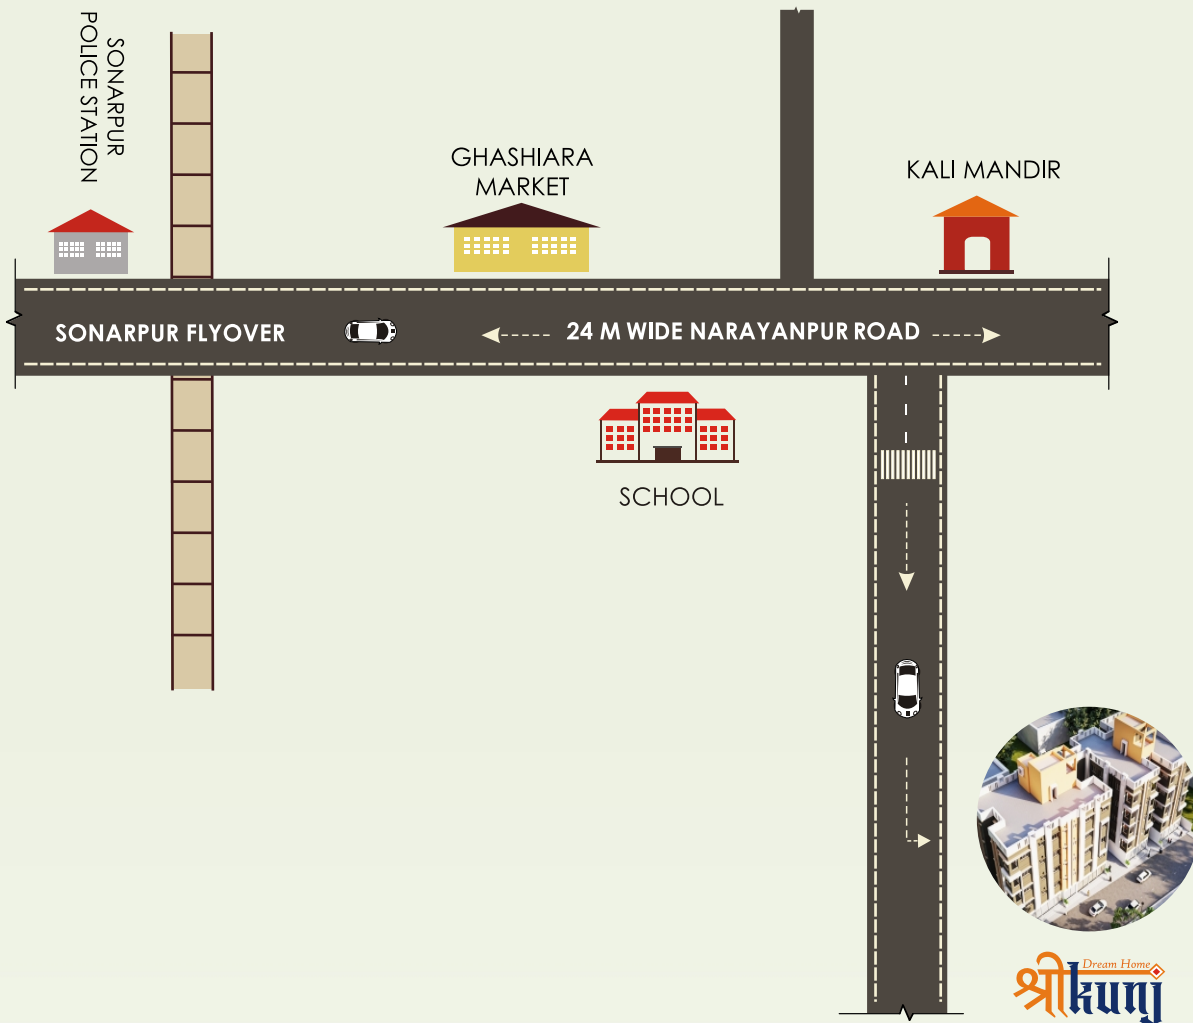 SONARPUR
POLICE STATION
GHASHIARA
MARKET
KALI MANDIR
SONARPUR FLYOVER
24 M WIDE NARAYANPUR ROAD
SCHOOL
Dream Home
श्रीkunj